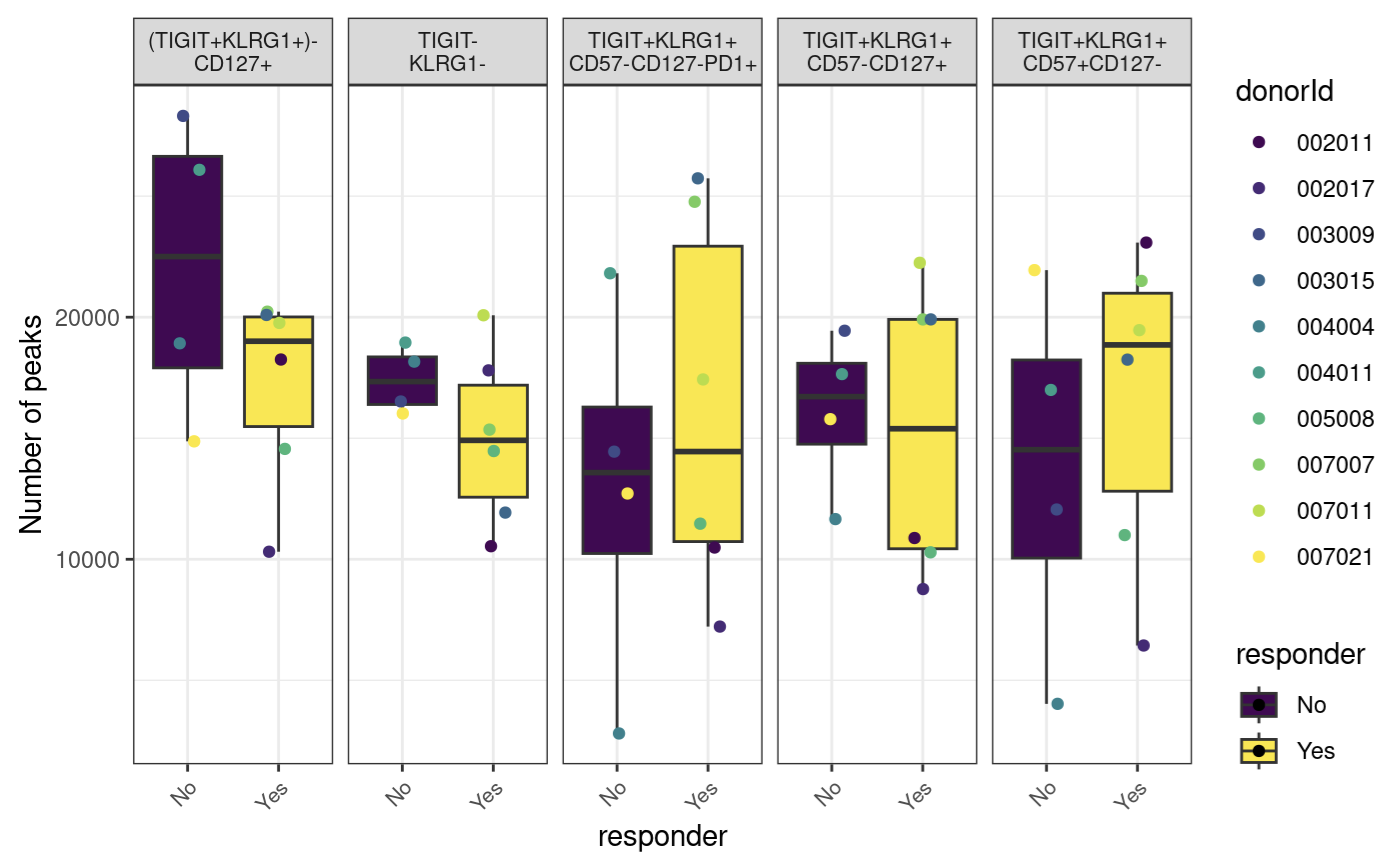 (TIGIT+KLRG1+)-
CD127+
TIGIT-
KLRG1-
TIGIT+KLRG1+
CD57-CD127-PD1+
TIGIT+KLRG1+
CD57-CD127+
TIGIT+KLRG1+
CD57+CD127-
Number of peaks
20000
10000
No
Yes
No
Yes
No
Yes
No
Yes
No
Yes
responder
donorId
002011
002017
003009
003015
004004
004011
005008
007007
007011
007021
responder
No
Yes